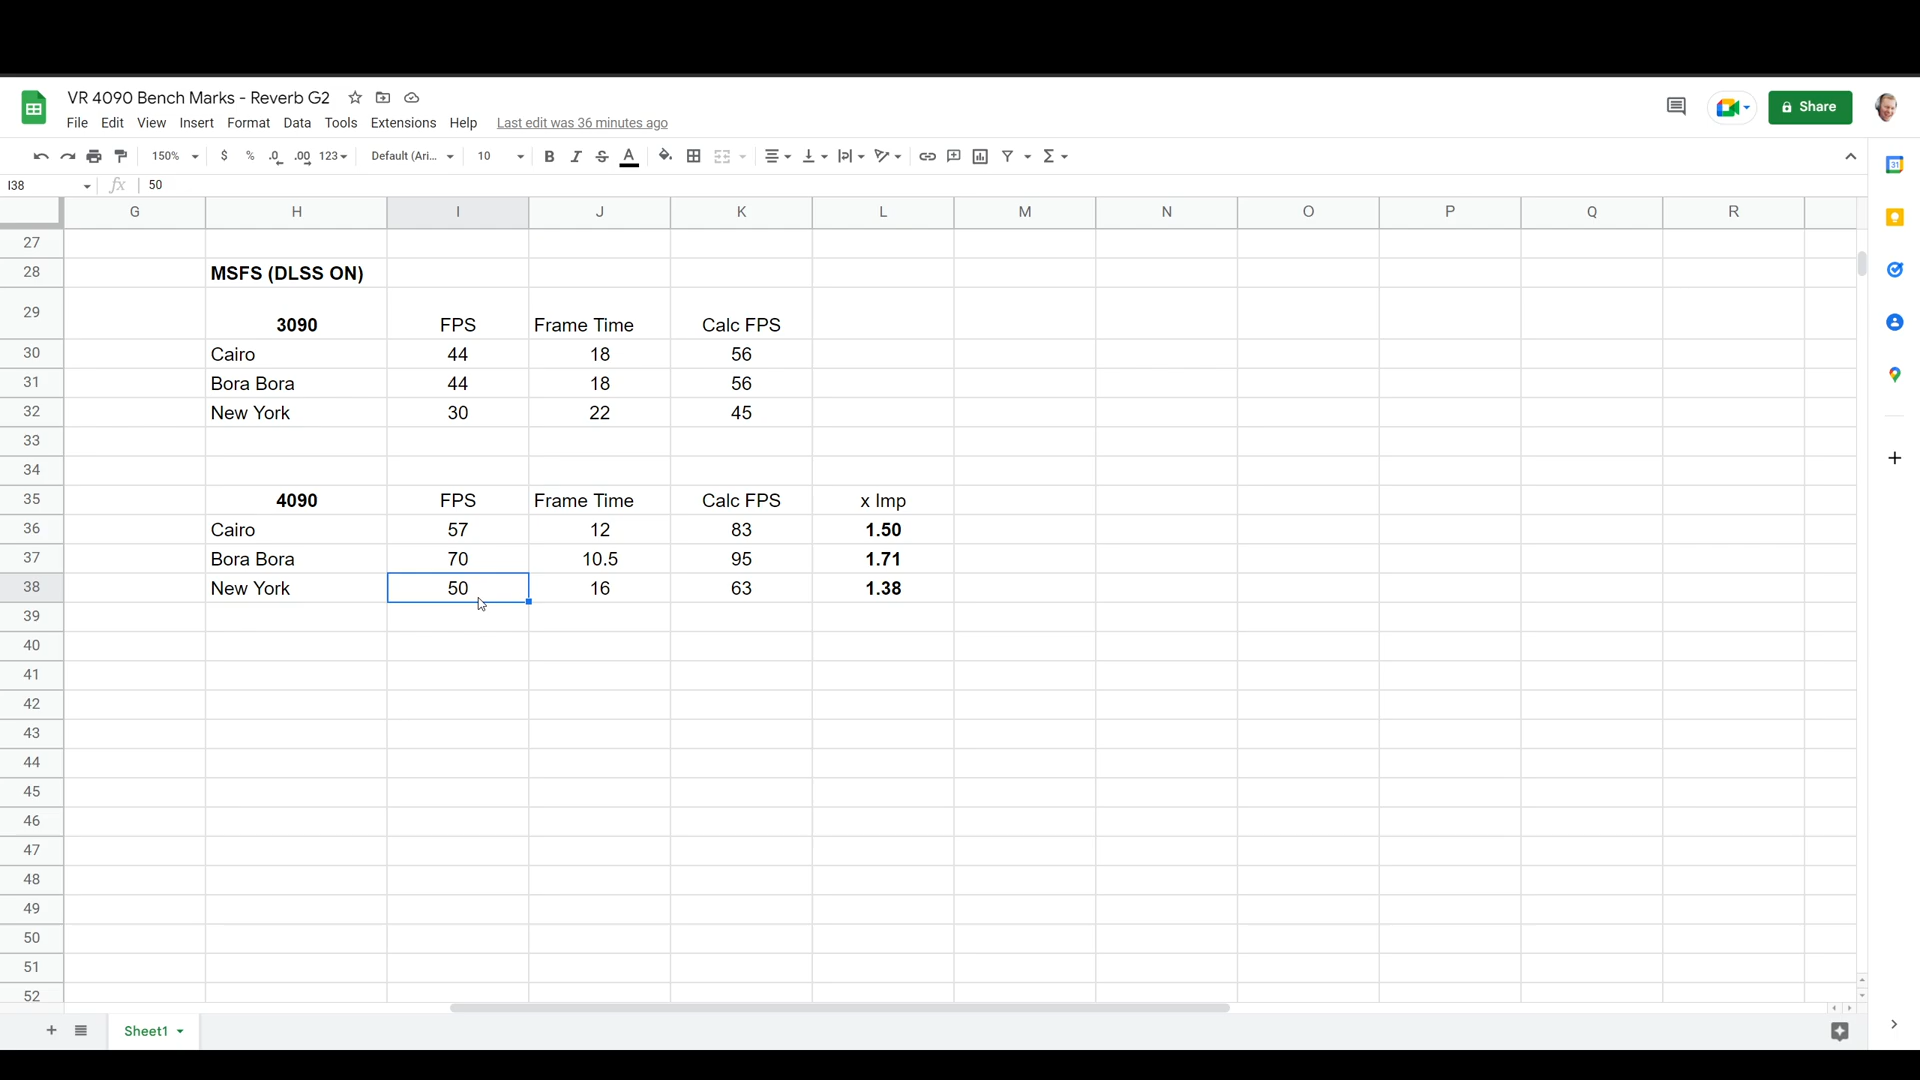 VR 4090 Bench Marks - Reverb G2
File Edit View Insert Format Data Tools Extensions Help Last edit was 36 minutes ago
Share
150% $ % .0 .00 123 Default (Ari... 10 B I S A Σ
I38 fx 50
G H I J K L M N O P Q R
27
28 MSFS (DLSS ON)
29 3090 FPS Frame Time Calc FPS
30 Cairo 44 18 56
31 Bora Bora 44 18 56
32 New York 30 22 45
33
34
35 4090 FPS Frame Time Calc FPS x Imp
36 Cairo 57 12 83 1.50
37 Bora Bora 70 10.5 95 1.71
38 New York 50 16 63 1.38
39
40
41
42
43
44
45
46
47
48
49
50
51
52
Sheet1
31